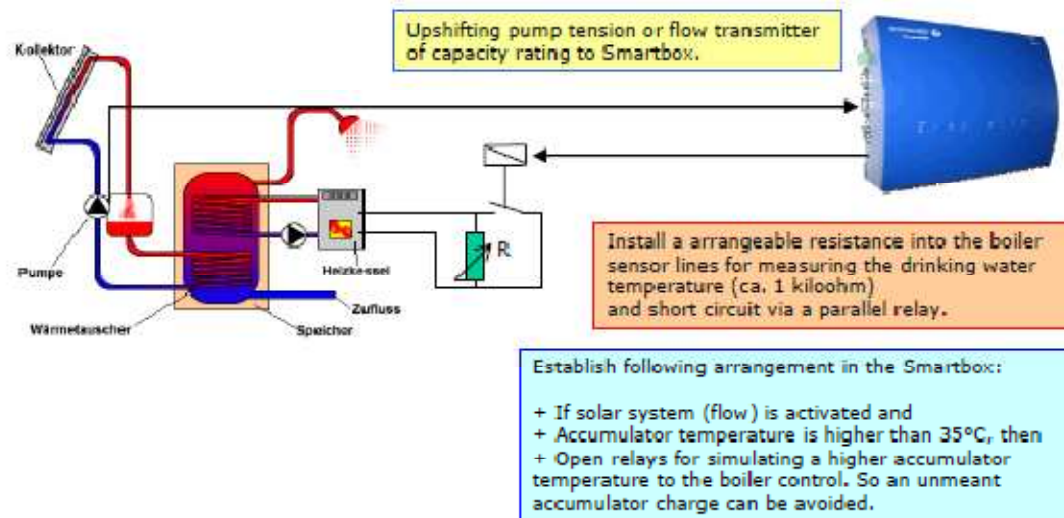 Upshifting pump tension or flow transmitter
of capacity rating to Smartbox.
Kollektor
Pumpe
Wärmetauscher
Heizkessel
Zufluss
Speicher
R
Install a arrangeable resistance into the boiler
sensor lines for measuring the drinking water
temperature (ca. 1 kiloohm)
and short circuit via a parallel relay.
Establish following arrangement in the Smartbox:
+ If solar system (flow) is activated and
+ Accumulator temperature is higher than 35°C, then
+ Open relays for simulating a higher accumulator
temperature to the boiler control. So an unmeant
accumulator charge can be avoided.